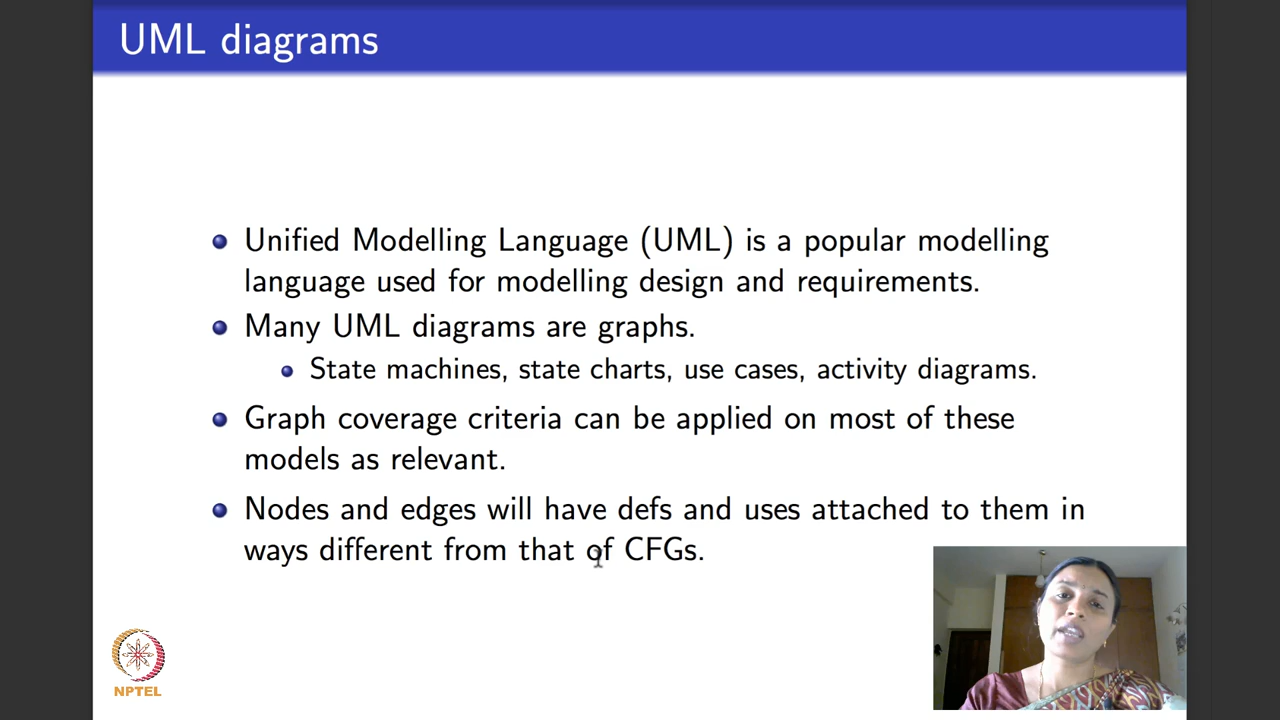 UML diagrams
Unified Modelling Language (UML) is a popular modelling
language used for modelling design and requirements.
Many UML diagrams are graphs.
State machines, state charts, use cases, activity diagrams.
Graph coverage criteria can be applied on most of these
models as relevant.
Nodes and edges will have defs and uses attached to them in
ways different from that of CFGs.
NPTEL